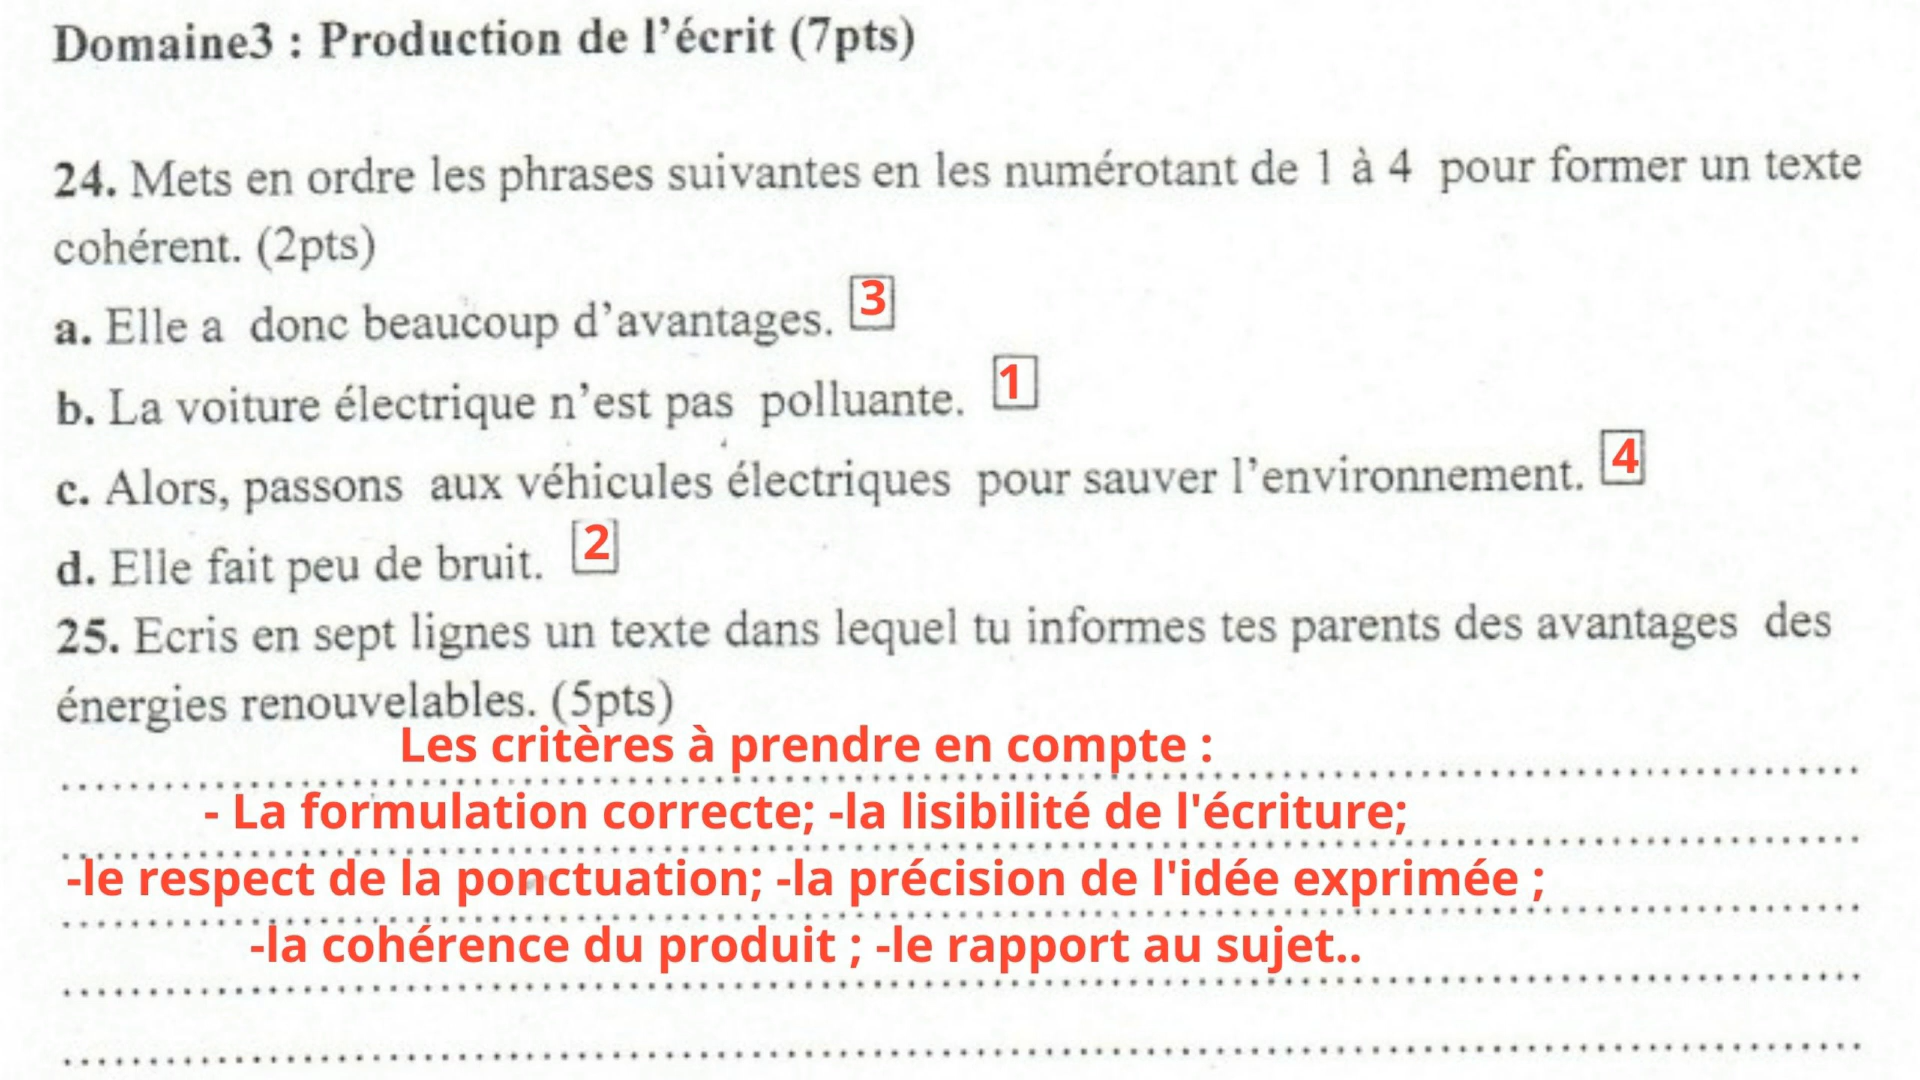 Domaine3 : Production de l'écrit (7pts)
24. Mets en ordre les phrases suivantes en les numérotant de 1 à 4 pour former un texte
cohérent. (2pts)
a. Elle a donc beaucoup d'avantages. 3
b. La voiture électrique n'est pas polluante. 1
c. Alors, passons aux véhicules électriques pour sauver l'environnement. 4
d. Elle fait peu de bruit. 2
25. Ecris en sept lignes un texte dans lequel tu informes tes parents des avantages des
énergies renouvelables. (5pts)
Les critères à prendre en compte :
- La formulation correcte; -la lisibilité de l'écriture;
-le respect de la ponctuation; -la précision de l'idée exprimée ;
-la cohérence du produit ; -le rapport au sujet..